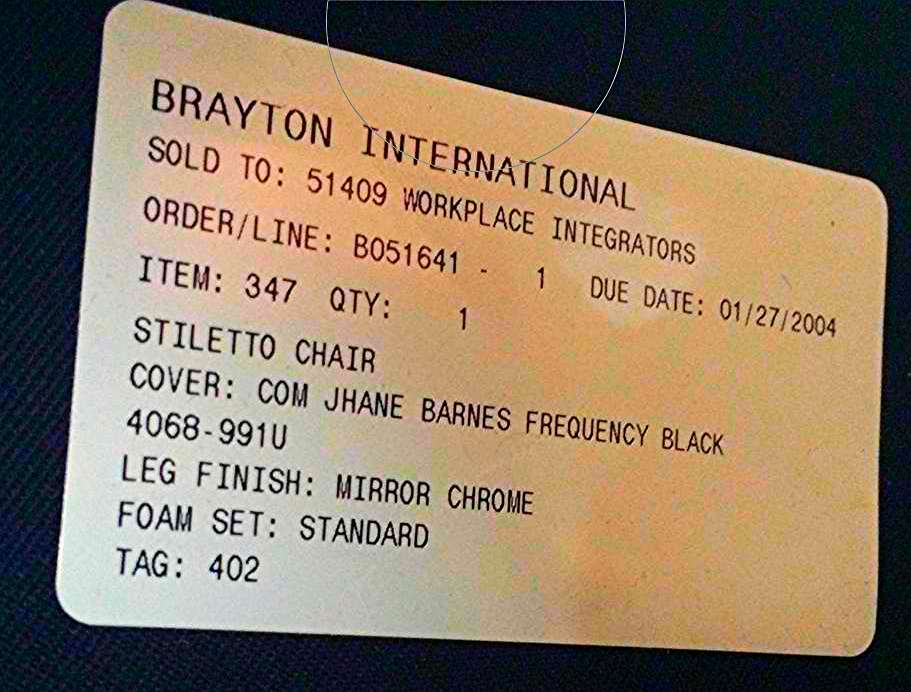 BRAYTON INTERNATIONAL
SOLD TO: 51409 WORKPLACE INTEGRATORS
ORDER/LINE: B051641 - 1 DUE DATE: 01/27/2004
ITEM: 347 QTY: 1
STILETTO CHAIR
COVER: COM JHANE BARNES FREQUENCY BLACK
4068-991U
LEG FINISH: MIRROR CHROME
FOAM SET: STANDARD
TAG: 402